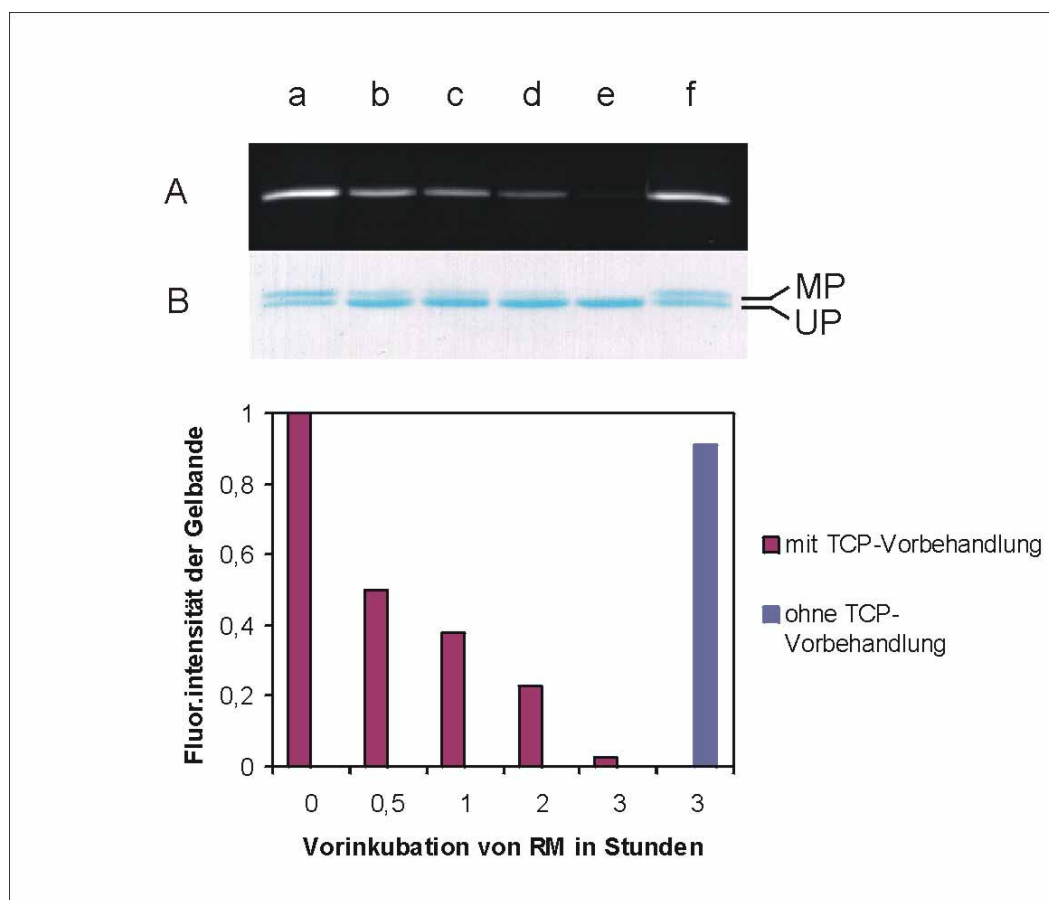 a b c d e f
A
B
MP
UP
Fluor.intensität der Gelbande
1
0,8
0,6
0,4
0,2
0
0 0,5 1 2 3 3
Vorinkubation von RM in Stunden
mit TCP-Vorbehandlung
ohne TCP-
Vorbehandlung